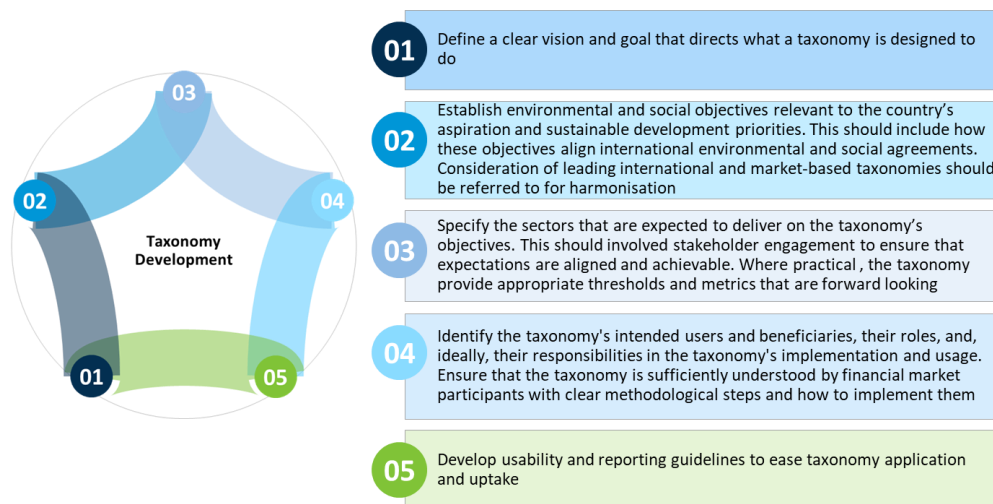 03
02
04
Taxonomy
Development
01
05
01
Define a clear vision and goal that directs what a taxonomy is designed to
do
02
Establish environmental and social objectives relevant to the country's
aspiration and sustainable development priorities. This should include how
these objectives align international environmental and social agreements.
Consideration of leading international and market-based taxonomies should
be referred to for harmonisation
03
Specify the sectors that are expected to deliver on the taxonomy's
objectives. This should involved stakeholder engagement to ensure that
expectations are aligned and achievable. Where practical , the taxonomy
provide appropriate thresholds and metrics that are forward looking
04
Identify the taxonomy's intended users and beneficiaries, their roles, and,
ideally, their responsibilities in the taxonomy's implementation and usage.
Ensure that the taxonomy is sufficiently understood by financial market
participants with clear methodological steps and how to implement them
05
Develop usability and reporting guidelines to ease taxonomy application
and uptake